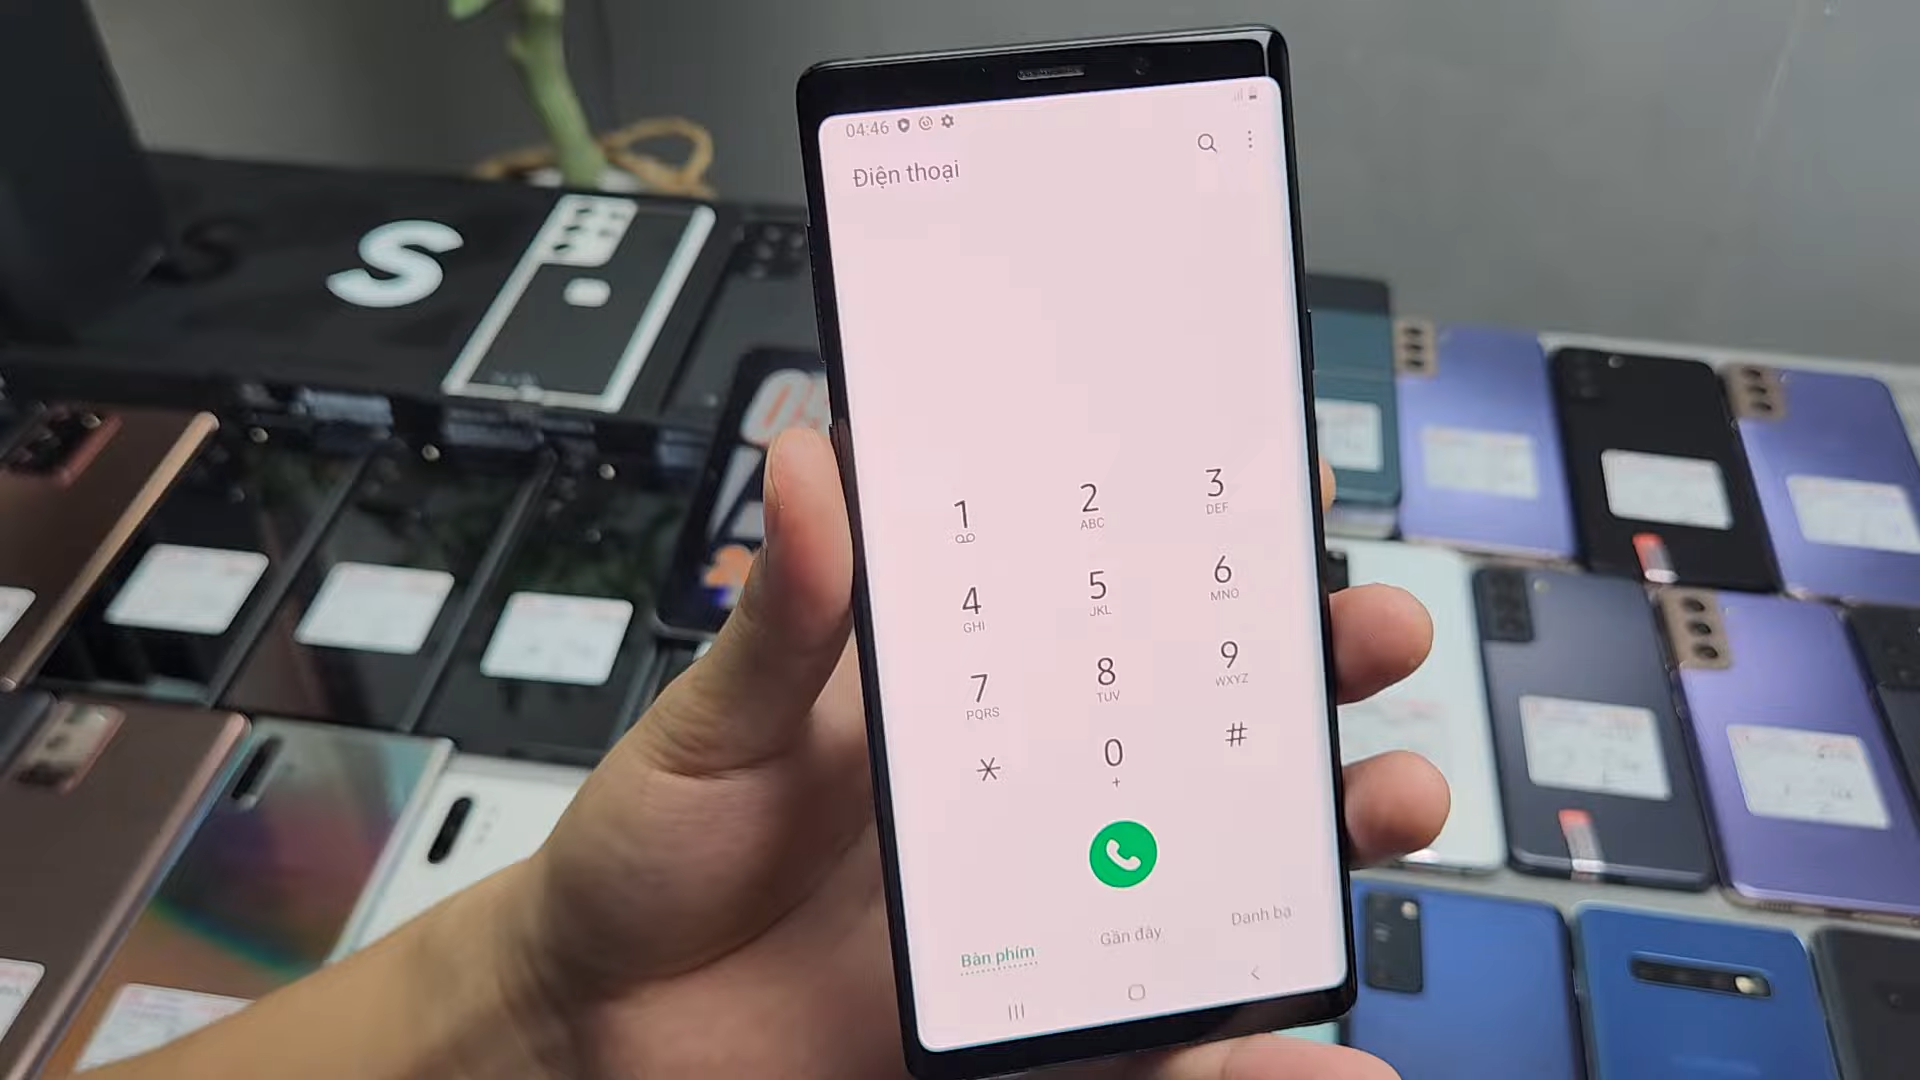 04:46
Điện thoại
S
1
2 ABC
3 DEF
4 GHI
5 JKL
6 MNO
7 PQRS
8 TUV
9 WXYZ
*
0 +
#
Bàn phím
Gần đây
Danh bạ